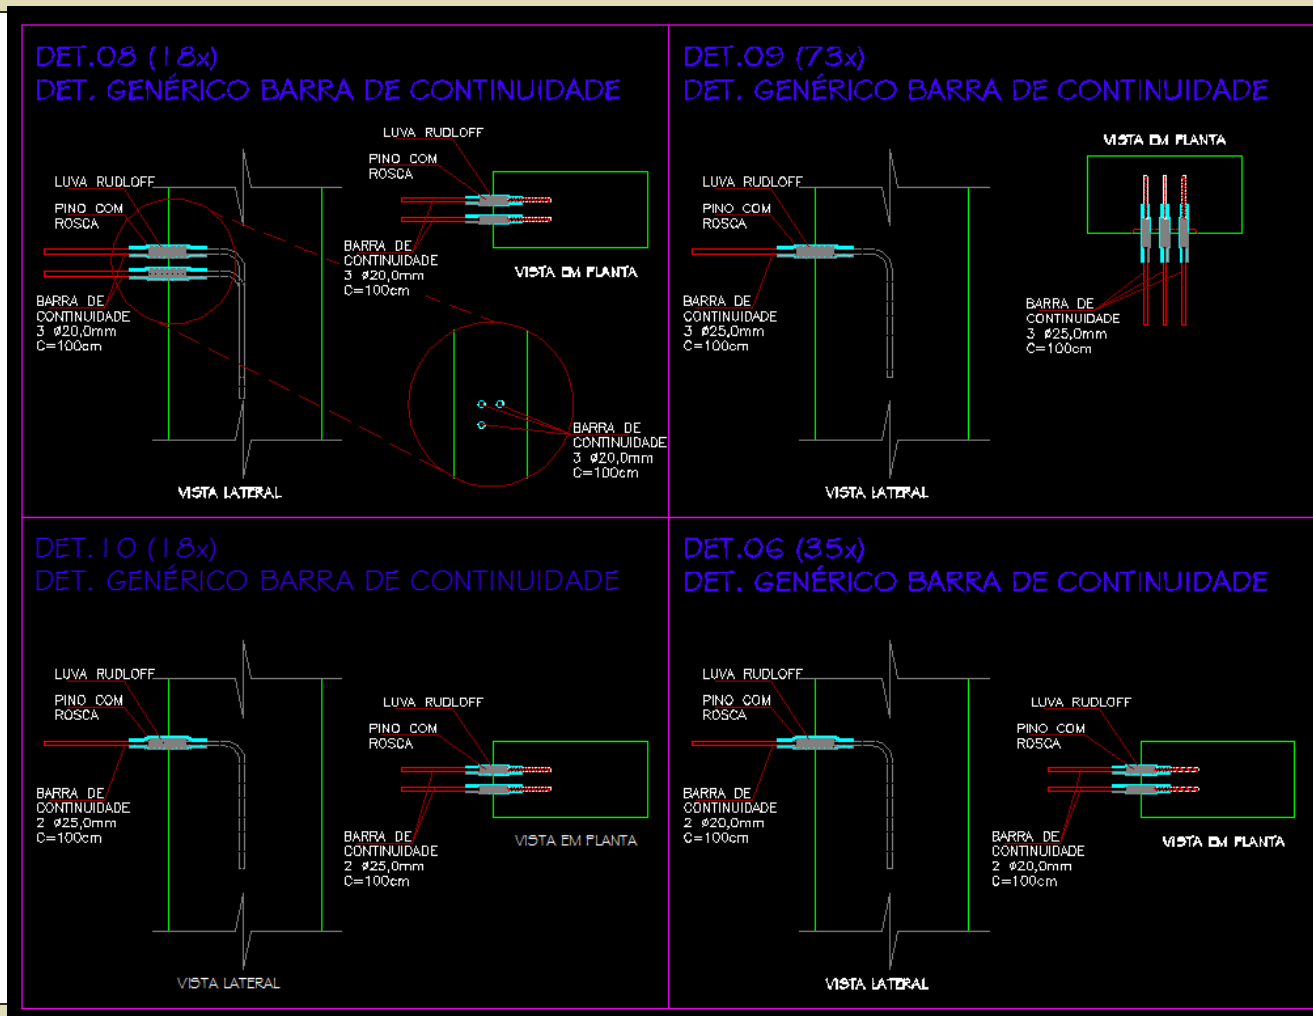 DET.08 (18x)
DET. GENÉRICO BARRA DE CONTINUIDADE
LUVA RUDLOFF
PINO COM
ROSCA
BARRA DE
CONTINUIDADE
3 ø20,0mm
C=100cm
VISTA LATERAL
LUVA RUDLOFF
PINO COM
ROSCA
BARRA DE
CONTINUIDADE
3 ø20,0mm
C=100cm
VISTA EM PLANTA
BARRA DE
CONTINUIDADE
3 ø20,0mm
C=100cm
DET.09 (73x)
DET. GENÉRICO BARRA DE CONTINUIDADE
LUVA RUDLOFF
PINO COM
ROSCA
BARRA DE
CONTINUIDADE
3 ø25,0mm
C=100cm
VISTA LATERAL
VISTA EM PLANTA
BARRA DE
CONTINUIDADE
3 ø25,0mm
C=100cm
DET.10 (18x)
DET. GENÉRICO BARRA DE CONTINUIDADE
LUVA RUDLOFF
PINO COM
ROSCA
BARRA DE
CONTINUIDADE
2 ø25,0mm
C=100cm
VISTA LATERAL
LUVA RUDLOFF
PINO COM
ROSCA
BARRA DE
CONTINUIDADE
2 ø25,0mm
C=100cm
VISTA EM PLANTA
DET.06 (35x)
DET. GENÉRICO BARRA DE CONTINUIDADE
LUVA RUDLOFF
PINO COM
ROSCA
BARRA DE
CONTINUIDADE
2 ø20,0mm
C=100cm
VISTA LATERAL
LUVA RUDLOFF
PINO COM
ROSCA
BARRA DE
CONTINUIDADE
2 ø20,0mm
C=100cm
VISTA EM PLANTA